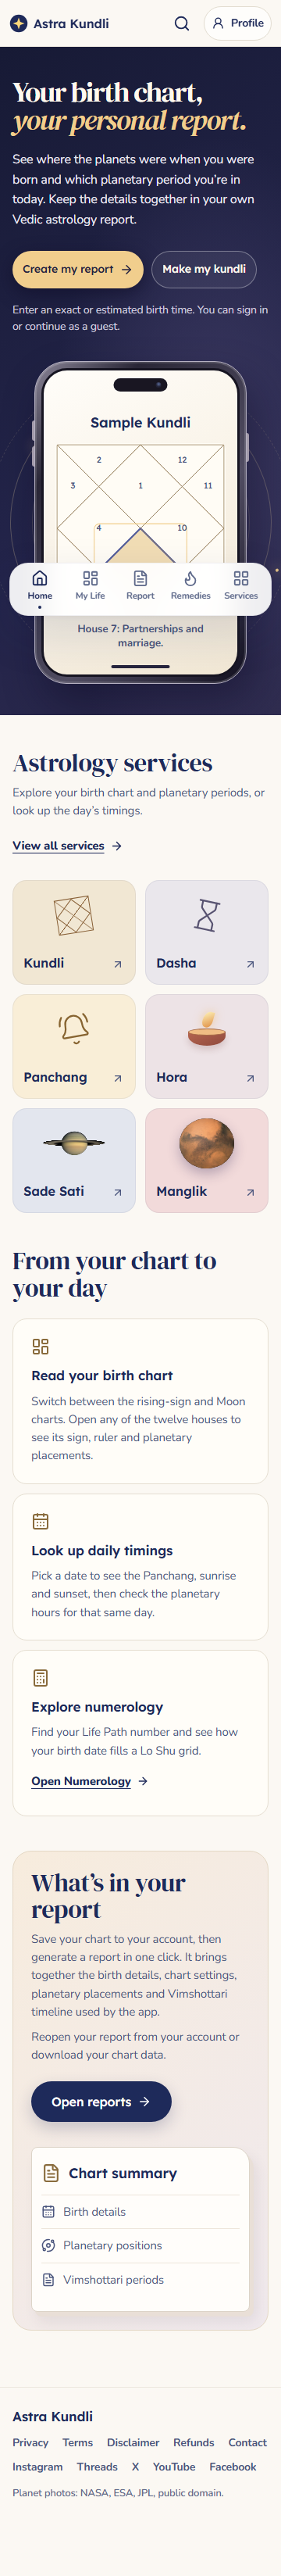 Astra Kundli
Profile
Your birth chart,
your personal report.
See where the planets were when you were
born and which planetary period you're in
today. Keep the details together in your own
Vedic astrology report.
Create my report
Make my kundli
Enter an exact or estimated birth time. You can sign in
or continue as a guest.
Sample Kundli
2
12
3
1
11
4
10
Home
My Life
Report
Remedies
Services
House 7: Partnerships and
marriage.
Astrology services
Explore your birth chart and planetary periods, or
look up the day's timings.
View all services
Kundli
Dasha
Panchang
Hora
Sade Sati
Manglik
From your chart to
your day
Read your birth chart
Switch between the rising-sign and Moon
charts. Open any of the twelve houses to
see its sign, ruler and planetary
placements.
Look up daily timings
Pick a date to see the Panchang, sunrise
and sunset, then check the planetary
hours for that same day.
Explore numerology
Find your Life Path number and see how
your birth date fills a Lo Shu grid.
Open Numerology
What's in your
report
Save your chart to your account, then
generate a report in one click. It brings
together the birth details, chart settings,
planetary placements and Vimshottari
timeline used by the app.
Reopen your report from your account or
download your chart data.
Open reports
Chart summary
Birth details
Planetary positions
Vimshottari periods
Astra Kundli
Privacy
Terms
Disclaimer
Refunds
Contact
Instagram
Threads
X
YouTube
Facebook
Planet photos: NASA, ESA, JPL, public domain.